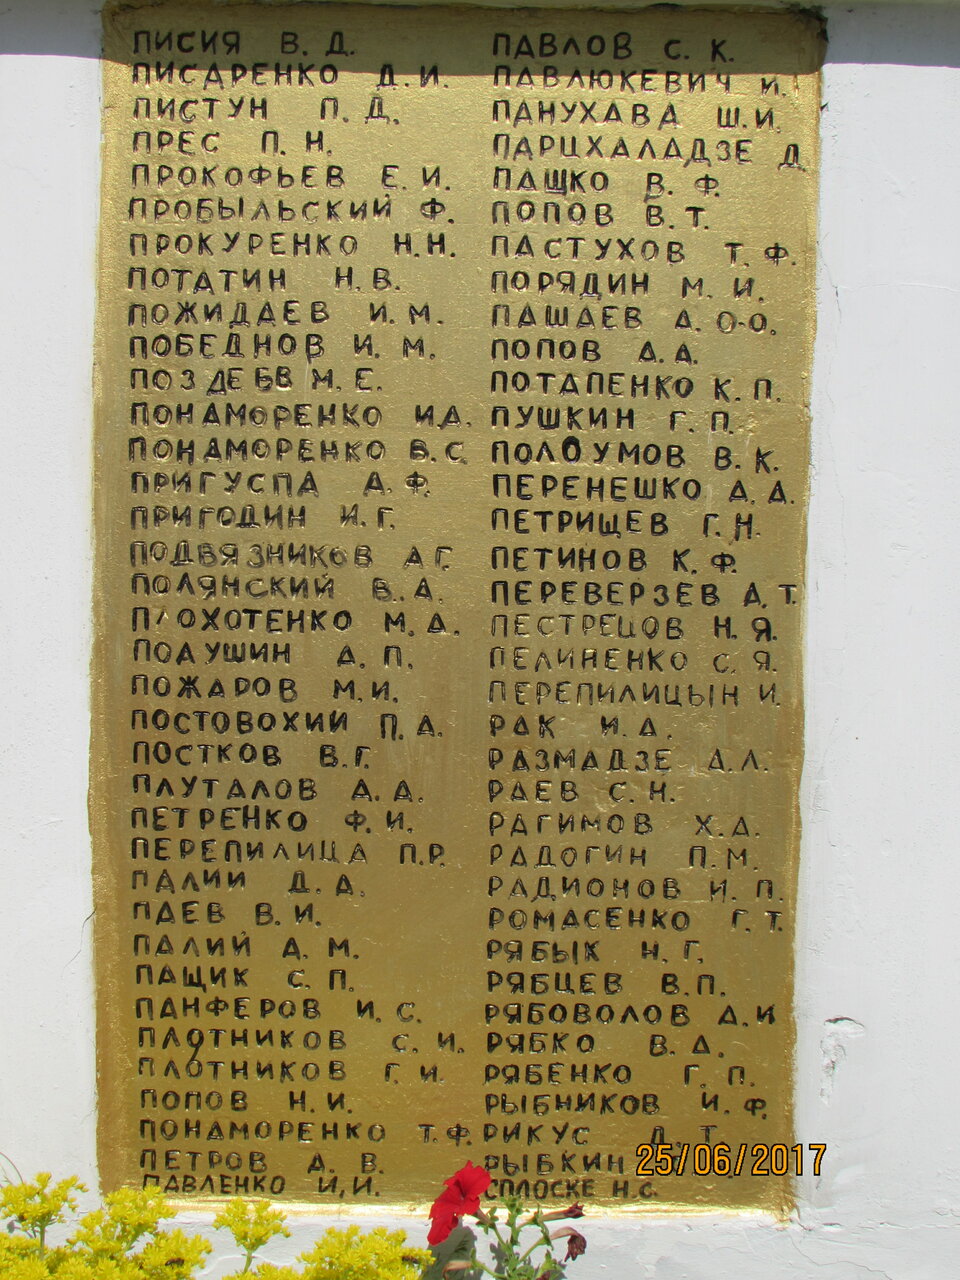 ПИСИЯ В. Д.
ПИСАРЕНКО Д. И.
ПИСТУН П. Д.
ПРЕС П. Н.
ПРОКОФЬЕВ Е. И.
ПРОБЫЛЬСКИЙ Ф.
ПРОКУРЕНКО Н. Н.
ПОТАТИН Н. В.
ПОЖИДАЕВ И. М.
ПОБЕДНОВ И. М.
ПОЗДЕЕВ М. Е.
ПОНАМОРЕНКО И.А.
ПОНАМОРЕНКО В.С.
ПРИГУСПА А. Ф.
ПРИГОДИН И. Г.
ПОДВЯЗНИКОВ А Г.
ПОЛЯНСКИЙ В. А.
ПЛОХОТЕНКО М. А.
ПОДУШИН А. П.
ПОЖАРОВ М. И.
ПОСТОВОХИЙ П. А.
ПОСТКОВ В. Г.
ПЛУТАЛОВ А. А.
ПЕТРЕНКО Ф. И.
ПЕРЕПИЛИЦА П. Р.
ПАЛИИ Д. А.
ПАЕВ В. И.
ПАЛИЙ А. М.
ПАЩИК С. П.
ПАНФЕРОВ И. С.
ПЛОТНИКОВ С. И.
ПЛОТНИКОВ Г. И.
ПОПОВ Н. И.
ПОНАМОРЕНКО Т. Ф.
ПЕТРОВ А. В.
ПАВЛЕНКО И. И.
ПАВЛОВ С. К.
ПАВЛЮКЕВИЧ И.
ПАНУХАВА Ш. И.
ПАРЦХАЛАДЗЕ Д.
ПАЩКО В. Ф.
ПОПОВ В. Т.
ПАСТУХОВ Т. Ф.
ПОРЯДИН М. И.
ПАШАЕВ А. О-О.
ПОПОВ А. А.
ПОТАПЕНКО К. П.
ПУШКИН Г. П.
ПОЛОУМОВ В. К.
ПЕРЕНЕШКО А. А.
ПЕТРИЩЕВ Г. Н.
ПЕТИНОВ К. Ф.
ПЕРЕВЕРЗЕВ А. Т.
ПЕСТРЕЦОВ Н. Я.
ПЕЛИНЕНКО С. Я.
ПЕРЕПИЛИЦЫН И.
РАК И. А.
РАЗМАДЗЕ А. Л.
РАЕВ С. Н.
РАГИМОВ Х. А.
РАДОГИН П. М.
РАДИОНОВ И. П.
РОМАСЕНКО Г. Т.
РЯБЫК Н. Г.
РЯБЦЕВ В. П.
РЯБОВОЛОВ А. И
РЯБКО В. А.
РЯБЕНКО Г. П.
РЫБНИКОВ И. Ф.
РИКУС Д. Т.
РЫБКИН
СПЛОСКЕ Н. С.
25/06/2017